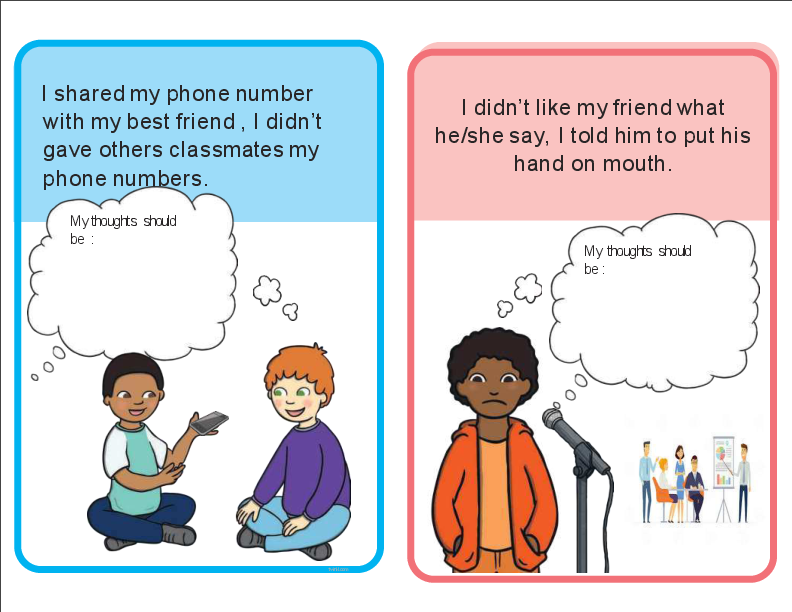 I shared my phone number
with my best friend , I didn't
gave others classmates my
phone numbers.
My thoughts should
be :
I didn't like my friend what
he/she say, I told him to put his
hand on mouth.
My thoughts should
be :